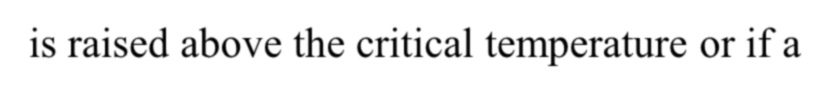 is raised above the critical temperature or if a